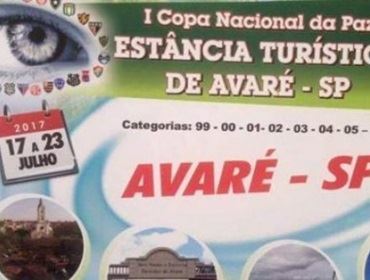 I Copa Nacional da Paz
ESTÂNCIA TURÍSTIC
DE AVARÉ - SP
2017
17 A 23
JULHO
Categorias: 99 - 00 - 01- 02 - 03 - 04 - 05 -
AVARÉ - SP